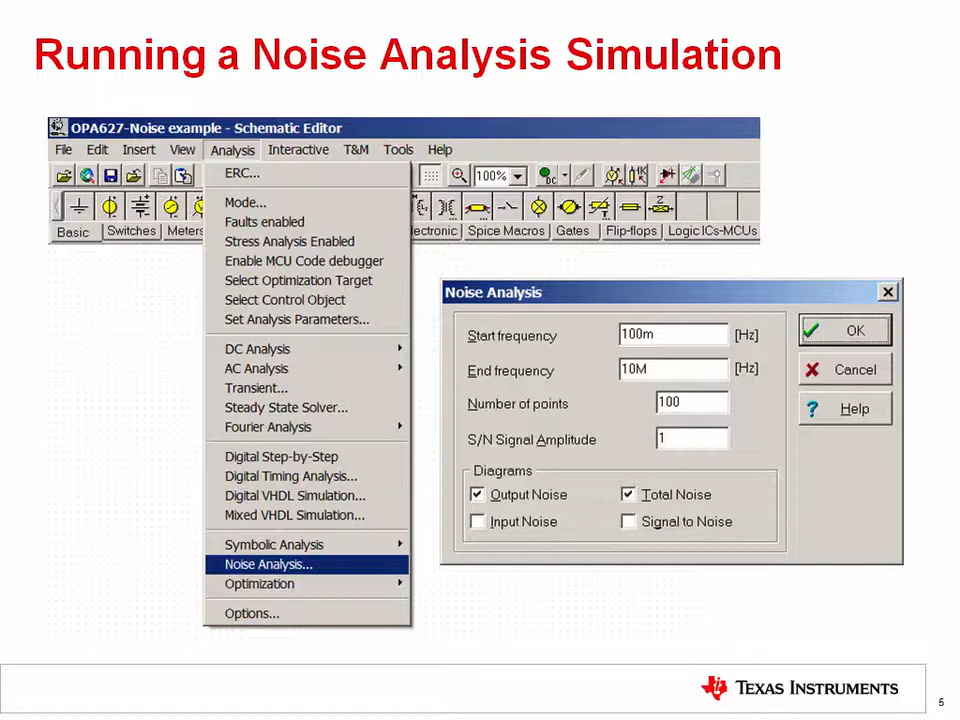 Running a Noise Analysis Simulation
OPA627-Noise example - Schematic Editor
File Edit Insert View Analysis Interactive T&M Tools Help
100% DC
Basic Switches Meters lectronic Spice Macros Gates Flip-flops Logic ICs-MCUs
ERC...
Mode...
Faults enabled
Stress Analysis Enabled
Enable MCU Code debugger
Select Optimization Target
Select Control Object
Set Analysis Parameters...
DC Analysis
AC Analysis
Transient...
Steady State Solver...
Fourier Analysis
Digital Step-by-Step
Digital Timing Analysis...
Digital VHDL Simulation...
Mixed VHDL Simulation...
Symbolic Analysis
Noise Analysis...
Optimization
Options...
Noise Analysis
Start frequency 100m [Hz]
End frequency 10M [Hz]
Number of points 100
S/N Signal Amplitude 1
Diagrams
Output Noise Total Noise
Input Noise Signal to Noise
OK
Cancel
? Help
TEXAS INSTRUMENTS
5